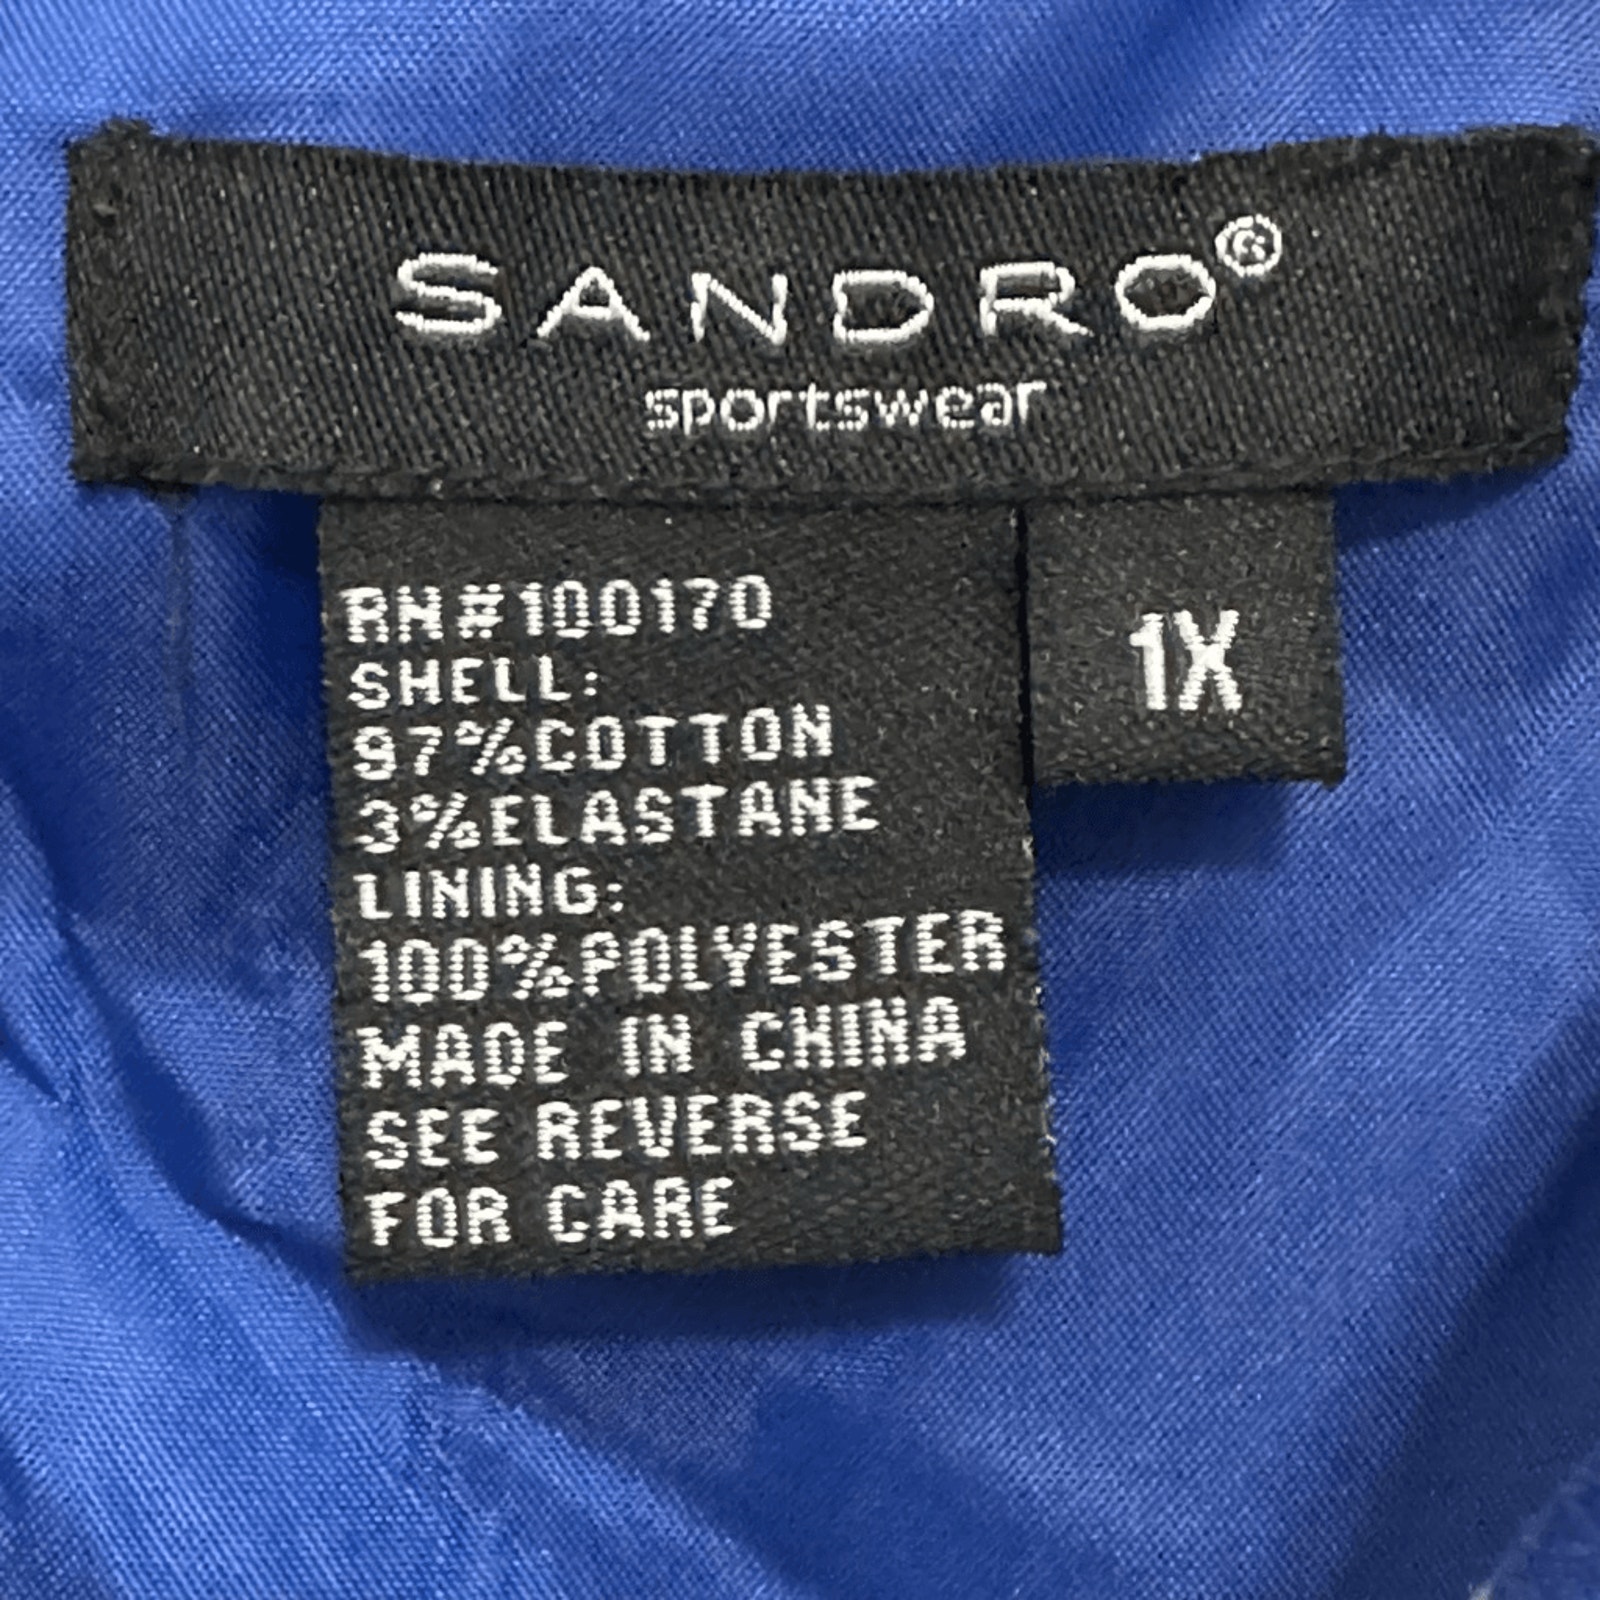 SANDRO®
sportswear
RN#100170
SHELL:
97%COTTON
3%ELASTANE
LINING:
100%POLYESTER
MADE IN CHINA
SEE REVERSE
FOR CARE
1X